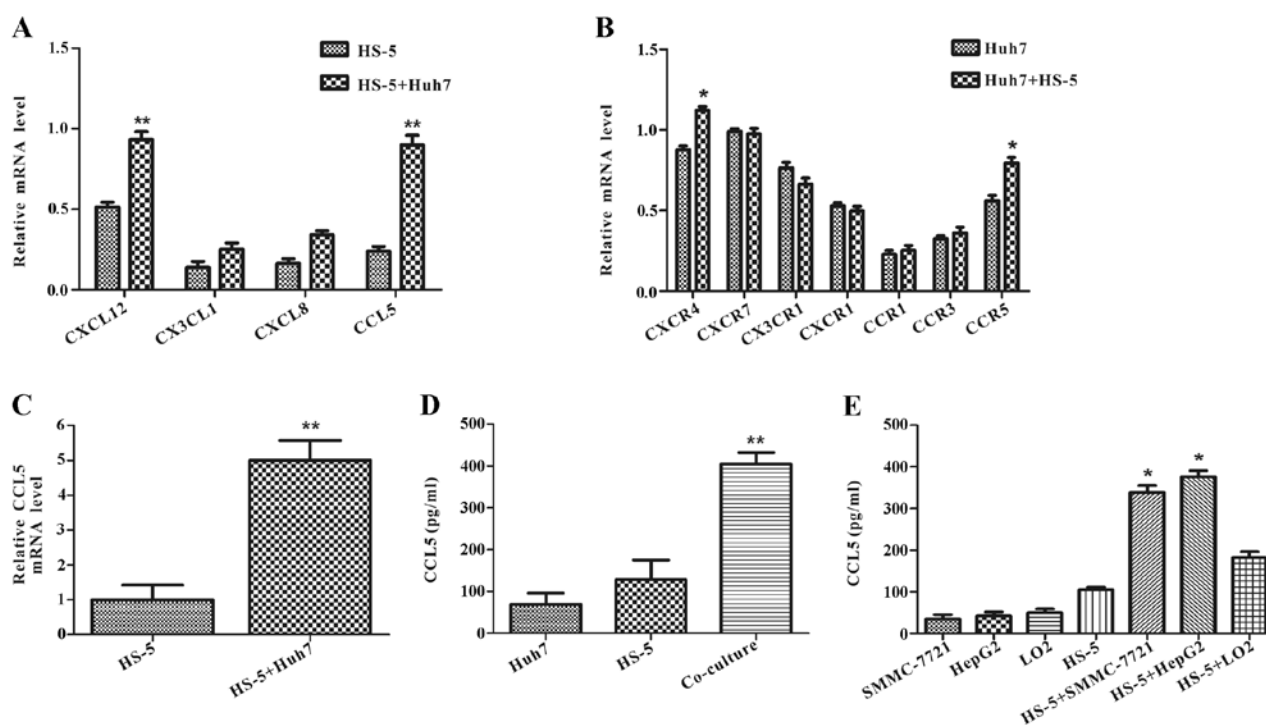 A
Relative mRNA level
1.5
1.0
0.5
0.0
HS-5
HS-5+Huh7
**
**
CXCL12
CX3CL1
CXCL8
CCL5
B
Relative mRNA level
1.5
1.0
0.5
0.0
Huh7
Huh7+HS-5
*
*
CXCR4
CXCR7
CX3CR1
CXCR1
CCR1
CCR3
CCR5
C
Relative CCL5
mRNA level
6
5
4
3
2
1
0
**
HS-5
HS-5+Huh7
D
CCL5 (pg/ml)
500
400
300
200
100
0
**
Huh7
HS-5
Co-culture
E
CCL5 (pg/ml)
500
400
300
200
100
0
*
*
SMMC-7721
HepG2
LO2
HS-5
HS-5+SMMC-7721
HS-5+HepG2
HS-5+LO2